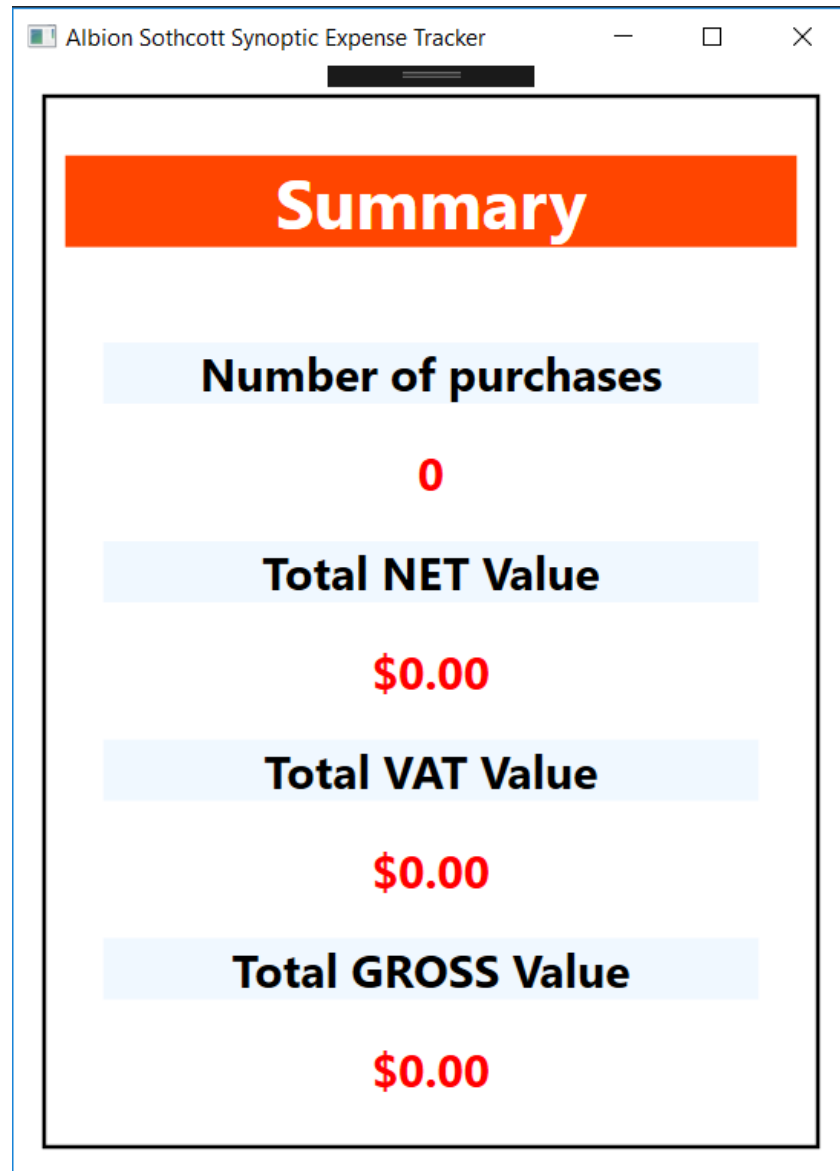 Albion Sothcott Synoptic Expense Tracker
Summary
Number of purchases
0
Total NET Value
$0.00
Total VAT Value
$0.00
Total GROSS Value
$0.00